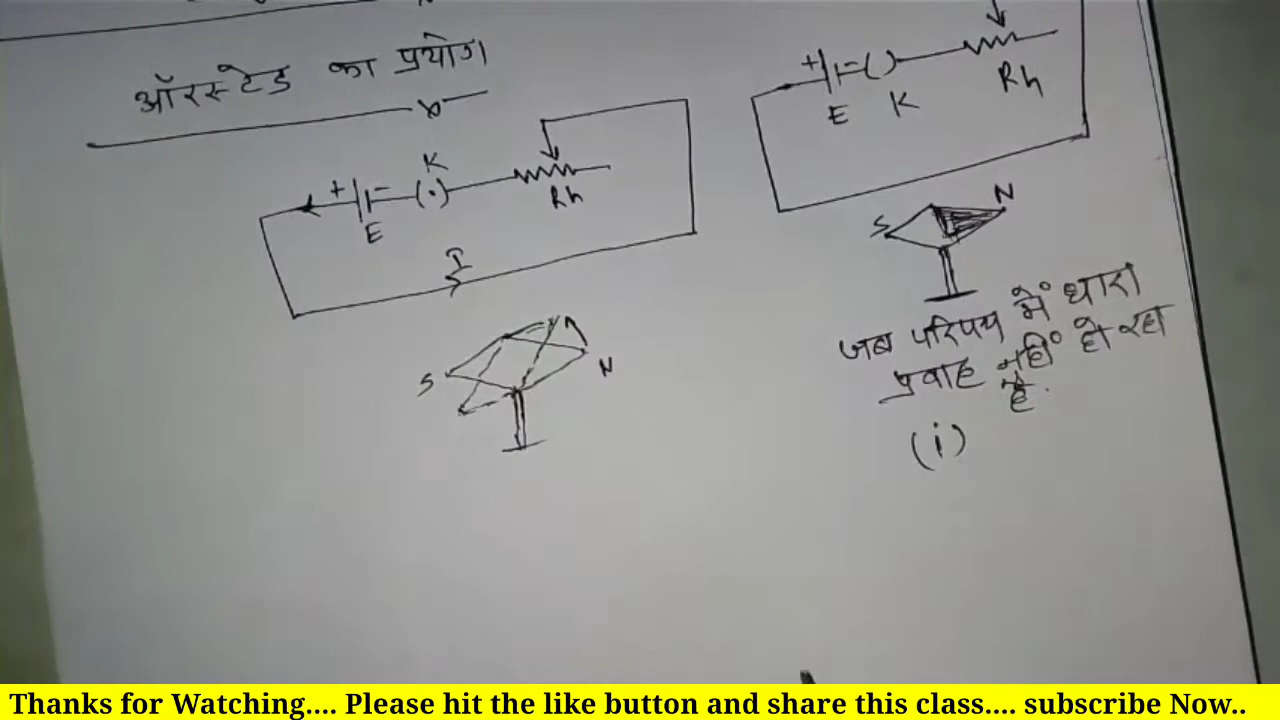 ऑरस्टेड का प्रयोग
K
+ -
E
Rh
I
S
N
+ -
E
K
Rh
S
N
जब परिपथ में धारा
प्रवाह नहीं हो रहा
है.
(i)
Thanks for Watching.... Please hit the like button and share this class.... subscribe Now..